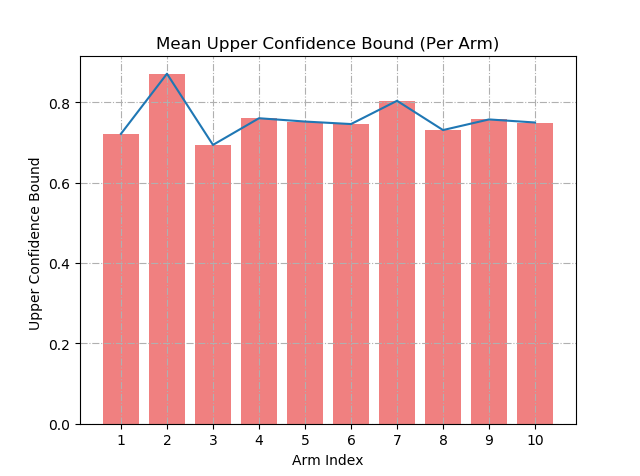 Mean Upper Confidence Bound (Per Arm)
Upper Confidence Bound
0.8
0.6
0.4
0.2
0.0
1 2 3 4 5 6 7 8 9 10
Arm Index